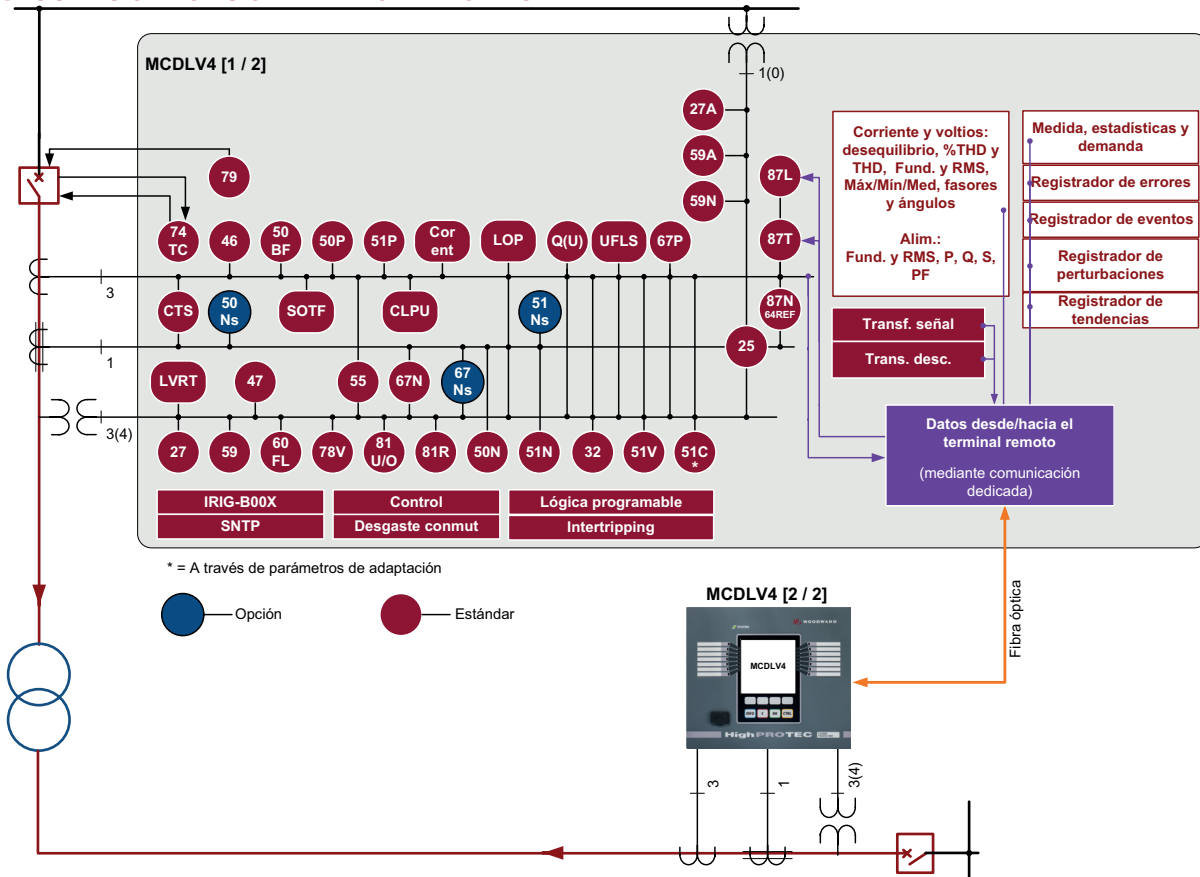 MCDLV4 [1 / 2]
1(0)
27A
59A
59N
87L
87T
87N
64REF
25
79
74
TC
46
50
BF
50P
51P
Cor
ent
LOP
Q(U)
UFLS
67P
3
CTS
50
Ns
SOTF
CLPU
51
Ns
1
LVRT
47
55
67N
67
Ns
3(4)
27
59
60
FL
78V
81
U/O
81R
50N
51N
32
51V
51C
*
Corriente y voltios:
desequilibrio, %THD y
THD, Fund. y RMS,
Máx/Mín/Med, fasores
y ángulos
Alim.:
Fund. y RMS, P, Q, S,
PF
Medida, estadísticas y
demanda
Registrador de errores
Registrador de eventos
Registrador de
perturbaciones
Registrador de
tendencias
Transf. señal
Trans. desc.
Datos desde/hacia el
terminal remoto
(mediante comunicación
dedicada)
IRIG-B00X
SNTP
Control
Desgaste conmut
Lógica programable
Intertripping
* = A través de parámetros de adaptación
Opción
Estándar
Fibra óptica
MCDLV4 [2 / 2]
WOODWARD
MCDLV4
CTRL
HighPROTEC
3
1
3(4)